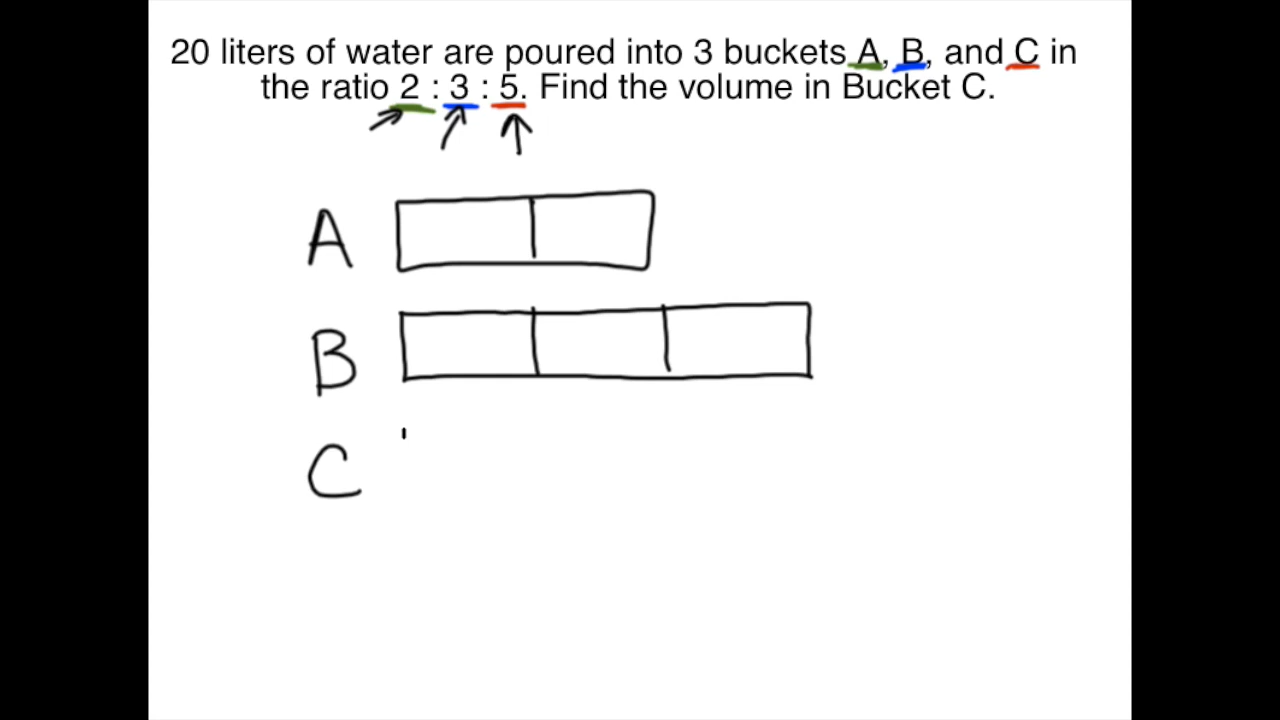 20 liters of water are poured into 3 buckets A, B, and C in
the ratio 2 : 3 : 5. Find the volume in Bucket C.
A
B
C